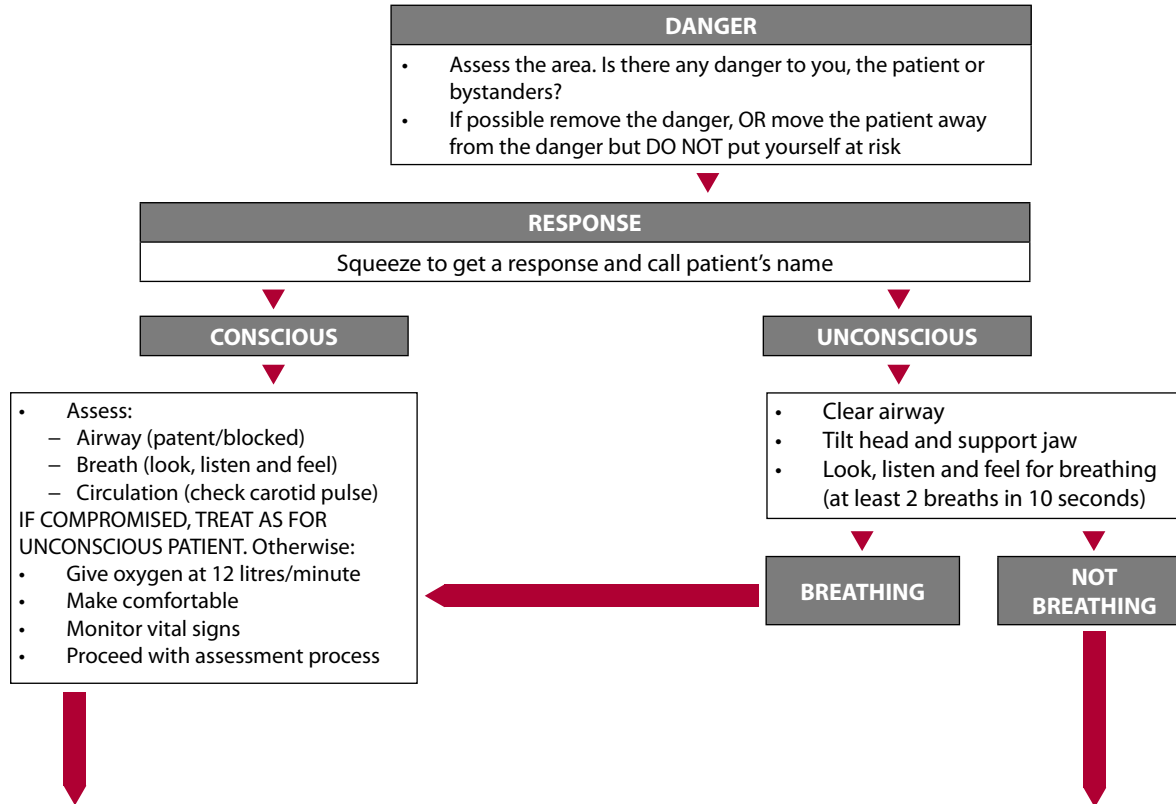 DANGER
• Assess the area. Is there any danger to you, the patient or
bystanders?
• If possible remove the danger, OR move the patient away
from the danger but DO NOT put yourself at risk
RESPONSE
Squeeze to get a response and call patient’s name
CONSCIOUS
UNCONSCIOUS
• Assess:
– Airway (patent/blocked)
– Breath (look, listen and feel)
– Circulation (check carotid pulse)
IF COMPROMISED, TREAT AS FOR
UNCONSCIOUS PATIENT. Otherwise:
• Give oxygen at 12 litres/minute
• Make comfortable
• Monitor vital signs
• Proceed with assessment process
• Clear airway
• Tilt head and support jaw
• Look, listen and feel for breathing
(at least 2 breaths in 10 seconds)
BREATHING
NOT
BREATHING